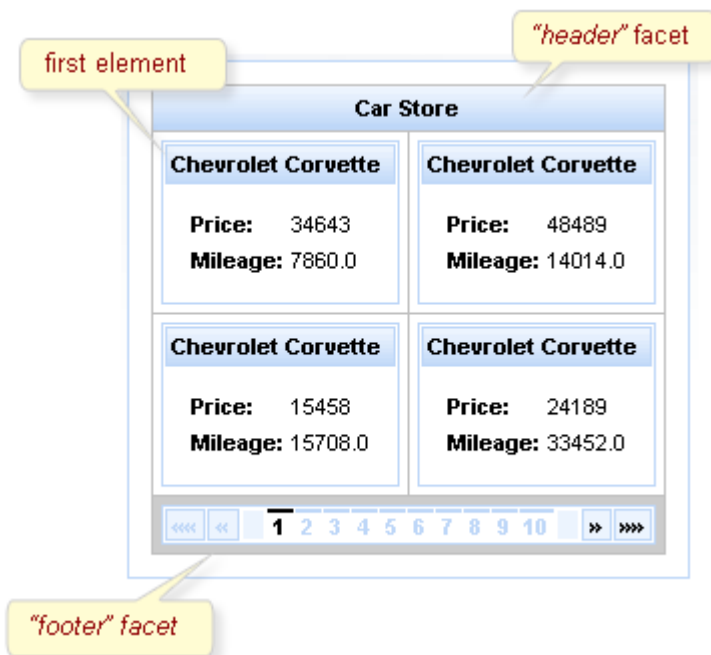 "header" facet
first element
Car Store
Chevrolet Corvette
Price: 34643
Mileage: 7860.0
Chevrolet Corvette
Price: 48489
Mileage: 14014.0
Chevrolet Corvette
Price: 15458
Mileage: 15708.0
Chevrolet Corvette
Price: 24189
Mileage: 33452.0
«« « 1 2 3 4 5 6 7 8 9 10 » »»
"footer" facet